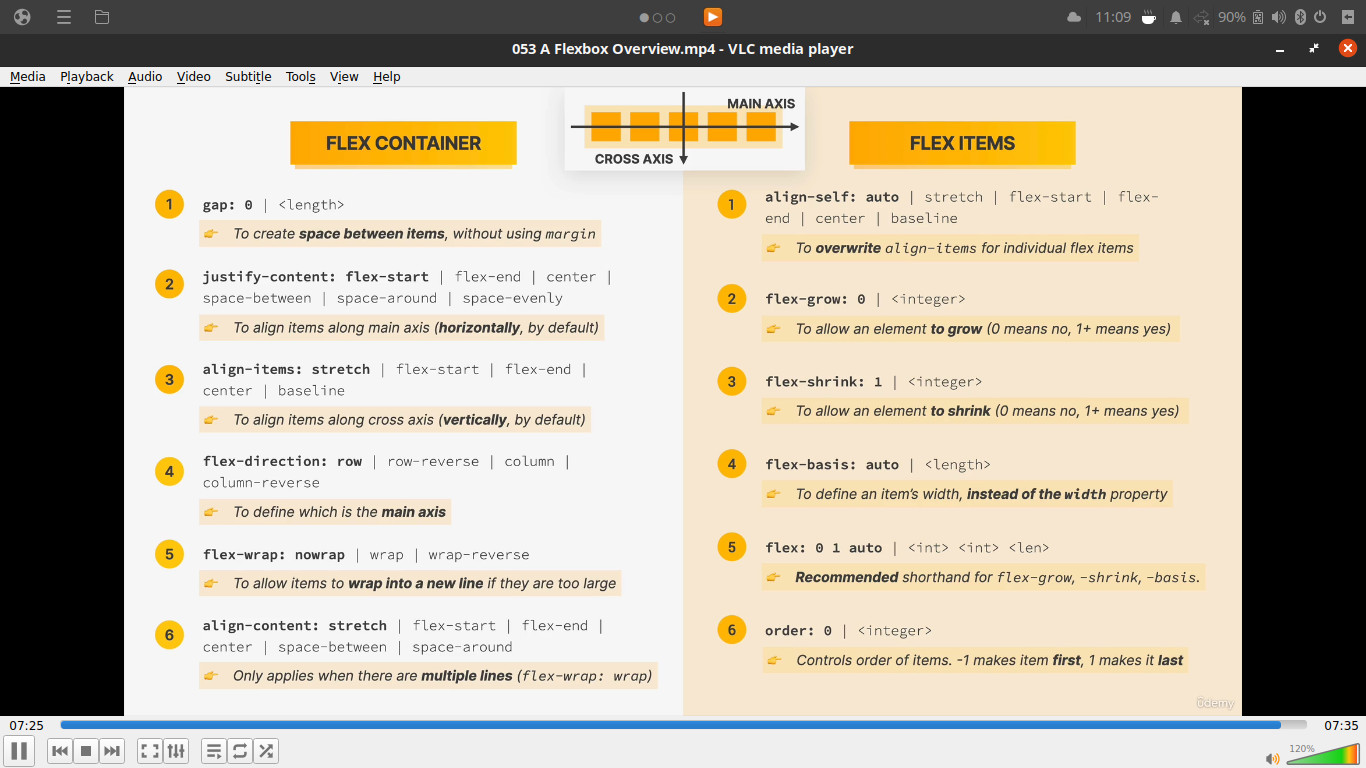 11:09
90%
053 A Flexbox Overview.mp4 - VLC media player
Media Playback Audio Video Subtitle Tools View Help
MAIN AXIS
CROSS AXIS
FLEX CONTAINER
1
gap: 0 | <length>
To create space between items, without using margin
2
justify-content: flex-start | flex-end | center |
space-between | space-around | space-evenly
To align items along main axis (horizontally, by default)
3
align-items: stretch | flex-start | flex-end |
center | baseline
To align items along cross axis (vertically, by default)
4
flex-direction: row | row-reverse | column |
column-reverse
To define which is the main axis
5
flex-wrap: nowrap | wrap | wrap-reverse
To allow items to wrap into a new line if they are too large
6
align-content: stretch | flex-start | flex-end |
center | space-between | space-around
Only applies when there are multiple lines (flex-wrap: wrap)
FLEX ITEMS
1
align-self: auto | stretch | flex-start | flex-
end | center | baseline
To overwrite align-items for individual flex items
2
flex-grow: 0 | <integer>
To allow an element to grow (0 means no, 1+ means yes)
3
flex-shrink: 1 | <integer>
To allow an element to shrink (0 means no, 1+ means yes)
4
flex-basis: auto | <length>
To define an item's width, instead of the width property
5
flex: 0 1 auto | <int> <int> <len>
Recommended shorthand for flex-grow, -shrink, -basis.
6
order: 0 | <integer>
Controls order of items. -1 makes item first, 1 makes it last
ûdemy
07:25
07:35
120%